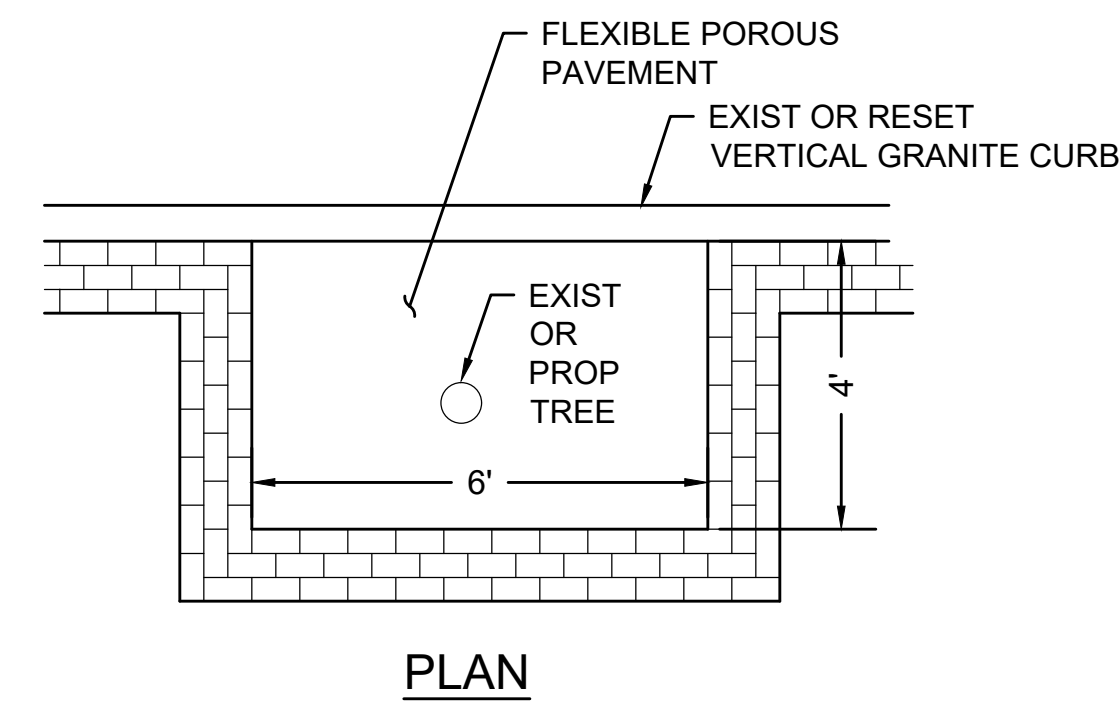 FLEXIBLE POROUS
PAVEMENT
EXIST OR RESET
VERTICAL GRANITE CURB
EXIST
OR
PROP
TREE
4'
6'
PLAN